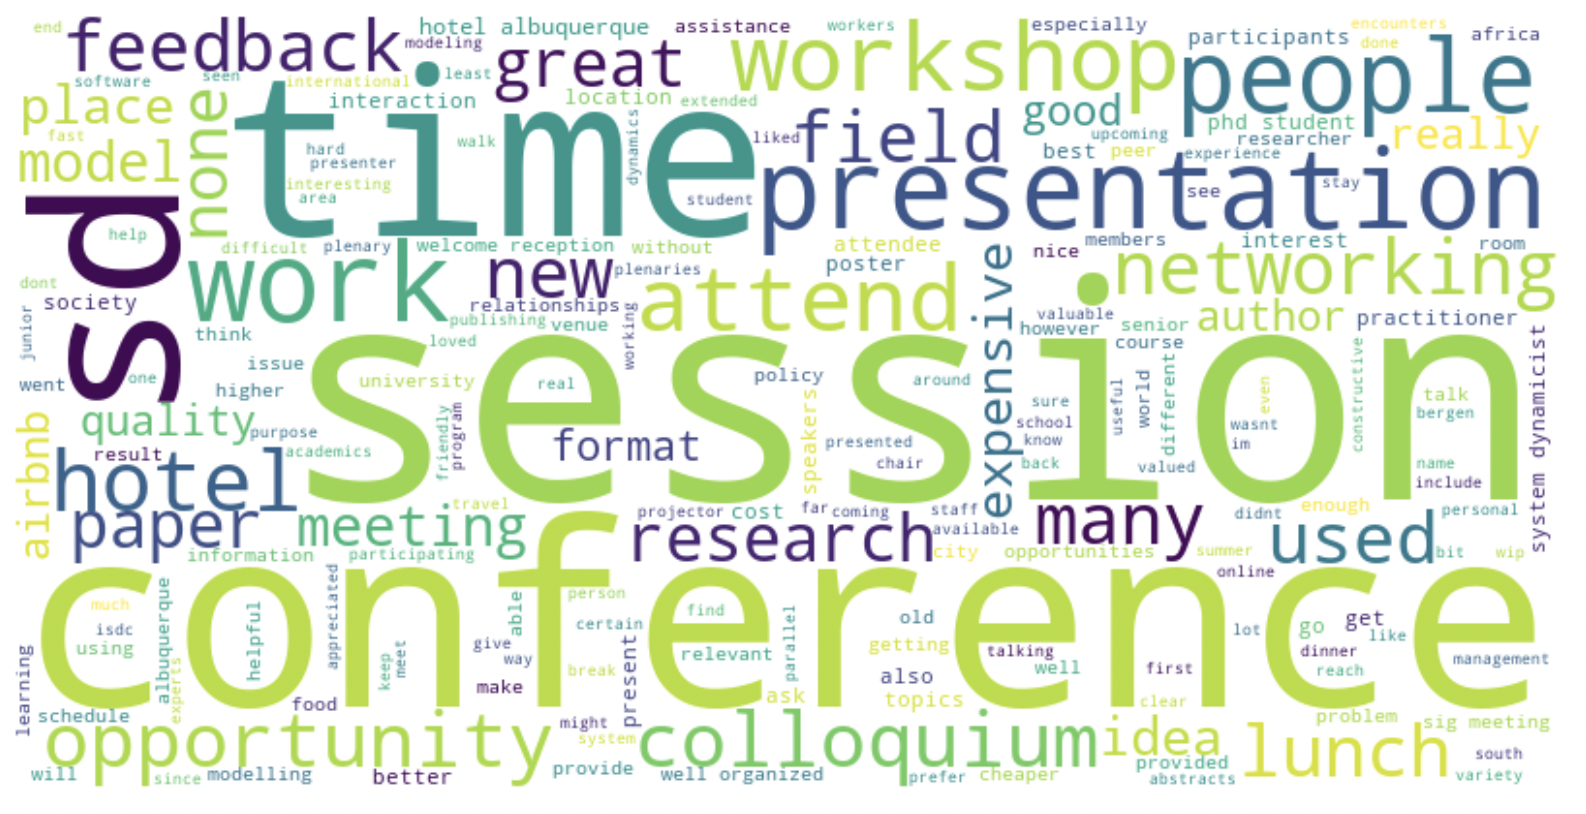 end
feedback
modeling
hotel albuquerque
assistance
workers
especially
encounters
participants
done
africa
software
seen
international
least
great
workshop
people
place
interaction
location
extended
good
phd student
really
fast
none
time
walk
dynamics
liked
field
upcoming
researcher
model
hard
presenter
best
peer
experience
interesting
area
student
presentation
see
stay
sd
help
difficult
plenary
welcome reception
without
attendee
nice
members
interest
room
dont
work
new
plenaries
poster
expensive
networking
society
relationships
attend
valuable
author
practitioner
junior
think
publishing
venue
working
however
senior
course
system dynamicist
went
one
issue
higher
loved
university
session
real
policy
around
sure
useful
world
different
even
constructive
talk
bergen
airbnb
quality
purpose
friendly
program
format
speakers
presented
school
know
wasnt
im
result
academics
chair
back
valued
name
include
hotel
travel
paper
meeting
projector
cost
far
coming
staff
available
many
didnt
enough
personal
research
used
information
participating
city
opportunities
summer
bit
wip
conference
online
much
isdc
using
albuquerque
helpful
appreciated
keep
meet
able
person
certain
find
parallel
old
lot
go
get
like
give
way
relevant
getting
talking
well
dinner
reach
management
learning
experts
make
break
present
also
first
food
ask
topics
clear
schedule
opportunity
might
system
colloquium
idea
problem
sig meeting
lunch
will
since
modelling
better
provide
well organized
prefer
cheaper
provided
abstracts
south
variety